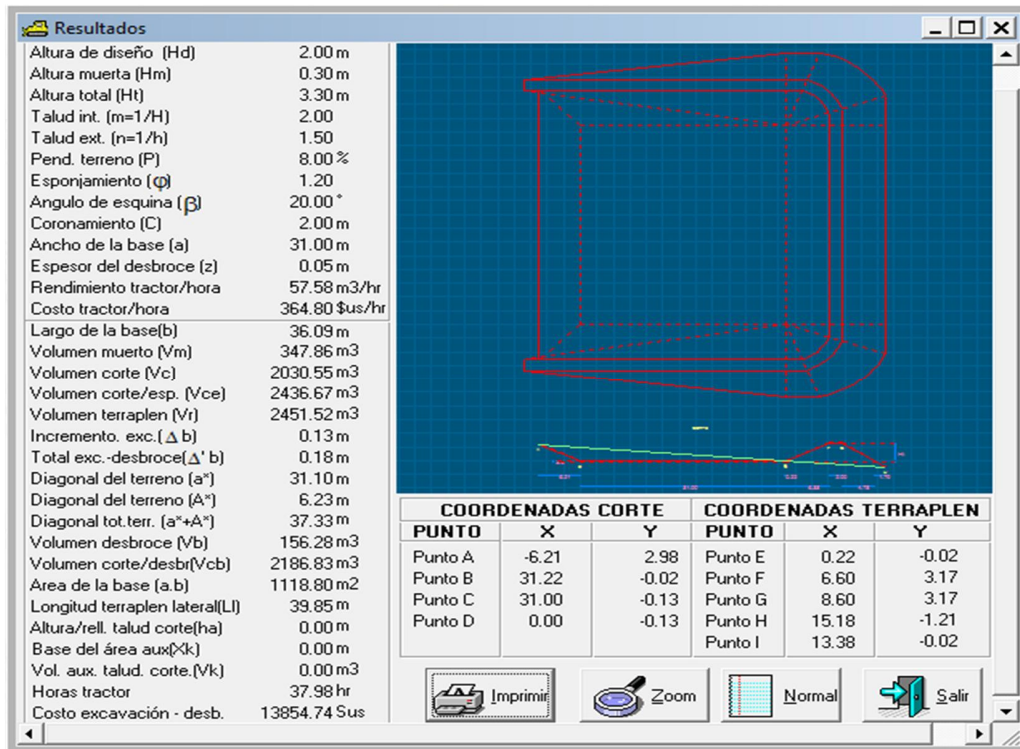 Resultados
Altura de diseño (Hd) 2.00 m
Altura muerta (Hm) 0.30 m
Altura total (Ht) 3.30 m
Talud int. (m=1/H) 2.00
Talud ext. (n=1/h) 1.50
Pend. terreno (P) 8.00 %
Esponjamiento (φ) 1.20
Angulo de esquina (β) 20.00 °
Coronamiento (C) 2.00 m
Ancho de la base (a) 31.00 m
Espesor del desbroce (z) 0.05 m
Rendimiento tractor/hora 57.58 m3/hr
Costo tractor/hora 364.80 $us/hr
Largo de la base(b) 36.09 m
Volumen muerto (Vm) 347.86 m3
Volumen corte (Vc) 2030.55 m3
Volumen corte/esp. (Vce) 2436.67 m3
Volumen terraplen (Vr) 2451.52 m3
Incremento. exc.(Δ b) 0.13 m
Total exc.-desbroce(Δ' b) 0.18 m
Diagonal del terreno (a*) 31.10 m
Diagonal del terreno (A*) 6.23 m
Diagonal tot.terr. (a*+A*) 37.33 m
Volumen desbroce (Vb) 156.28 m3
Volumen corte/desbr(Vcb) 2186.83 m3
Area de la base (a.b) 1118.80 m2
Longitud terraplen lateral(Ll) 39.85 m
Altura/rell. talud corte(ha) 0.00 m
Base del área aux(Xk) 0.00 m
Vol. aux. talud. corte.(Vk) 0.00 m3
Horas tractor 37.98 hr
Costo excavación - desb. 13854.74 Sus
COORDENADAS CORTE COORDENADAS TERRAPLEN
PUNTO X Y PUNTO X Y
Punto A -6.21 2.98 Punto E 0.22 -0.02
Punto B 31.22 -0.02 Punto F 6.60 3.17
Punto C 31.00 -0.13 Punto G 8.60 3.17
Punto D 0.00 -0.13 Punto H 15.18 -1.21
Punto I 13.38 -0.02
Imprimir Zoom Normal Salir